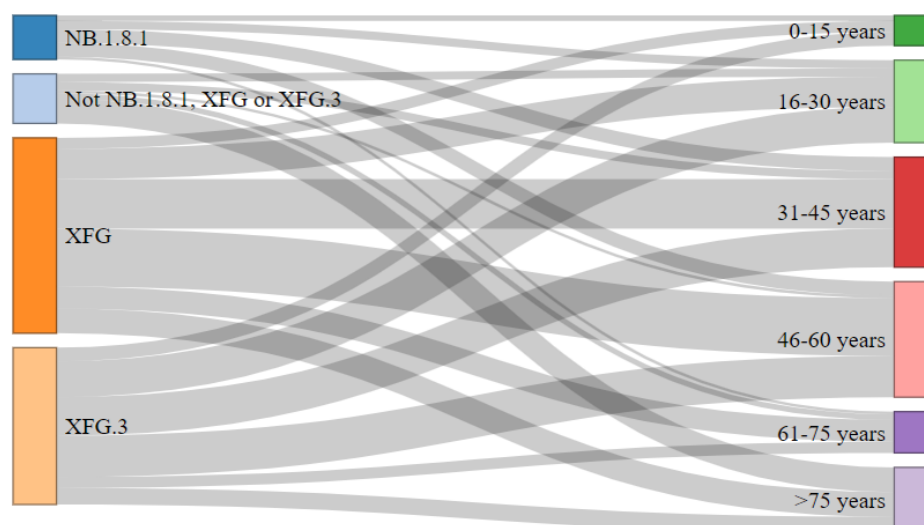 NB.1.8.1
Not NB.1.8.1, XFG or XFG.3
XFG
XFG.3
0-15 years
16-30 years
31-45 years
46-60 years
61-75 years
>75 years